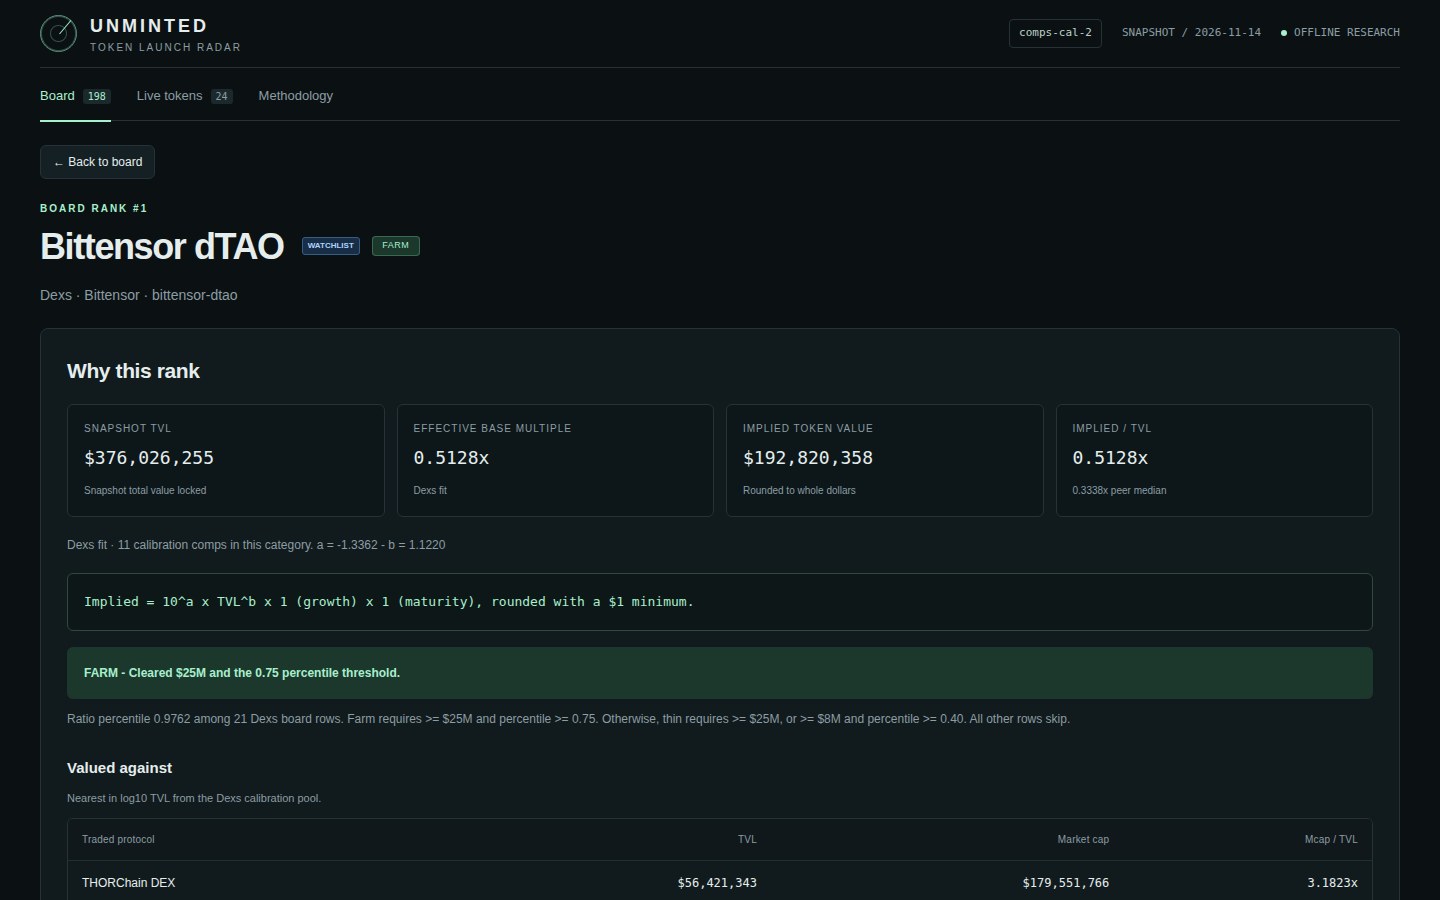 UNMINTED
TOKEN LAUNCH RADAR
comps-cal-2
SNAPSHOT / 2026-11-14
OFFLINE RESEARCH
Board 198
Live tokens 24
Methodology
← Back to board
BOARD RANK #1
Bittensor dTAO WATCHLIST FARM
Dexs · Bittensor · bittensor-dtao
Why this rank
SNAPSHOT TVL
$376,026,255
Snapshot total value locked
EFFECTIVE BASE MULTIPLE
0.5128x
Dexs fit
IMPLIED TOKEN VALUE
$192,820,358
Rounded to whole dollars
IMPLIED / TVL
0.5128x
0.3338x peer median
Dexs fit · 11 calibration comps in this category. a = -1.3362 - b = 1.1220
Implied = 10^a x TVL^b x 1 (growth) x 1 (maturity), rounded with a $1 minimum.
FARM - Cleared $25M and the 0.75 percentile threshold.
Ratio percentile 0.9762 among 21 Dexs board rows. Farm requires >= $25M and percentile >= 0.75. Otherwise, thin requires >= $25M, or >= $8M and percentile >= 0.40. All other rows skip.
Valued against
Nearest in log10 TVL from the Dexs calibration pool.
Traded protocol TVL Market cap Mcap / TVL
THORChain DEX $56,421,343 $179,551,766 3.1823x